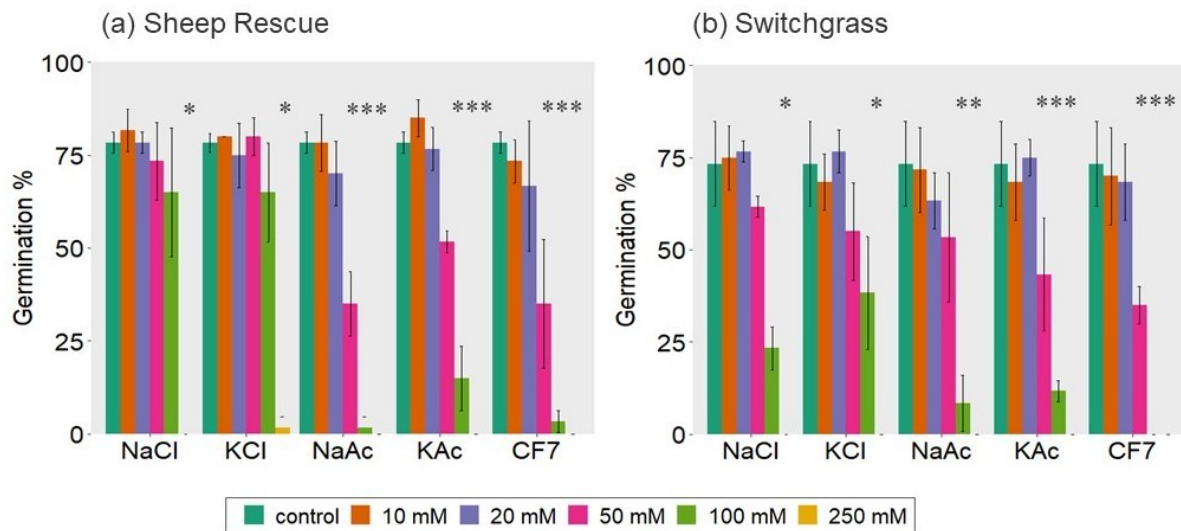 (a) Sheep Rescue
(b) Switchgrass
Germination %
100
75
50
25
0
* * *** *** ***
NaCl KCl NaAc KAc CF7
Germination %
100
75
50
25
0
* * ** *** ***
NaCl KCl NaAc KAc CF7
control 10 mM 20 mM 50 mM 100 mM 250 mM